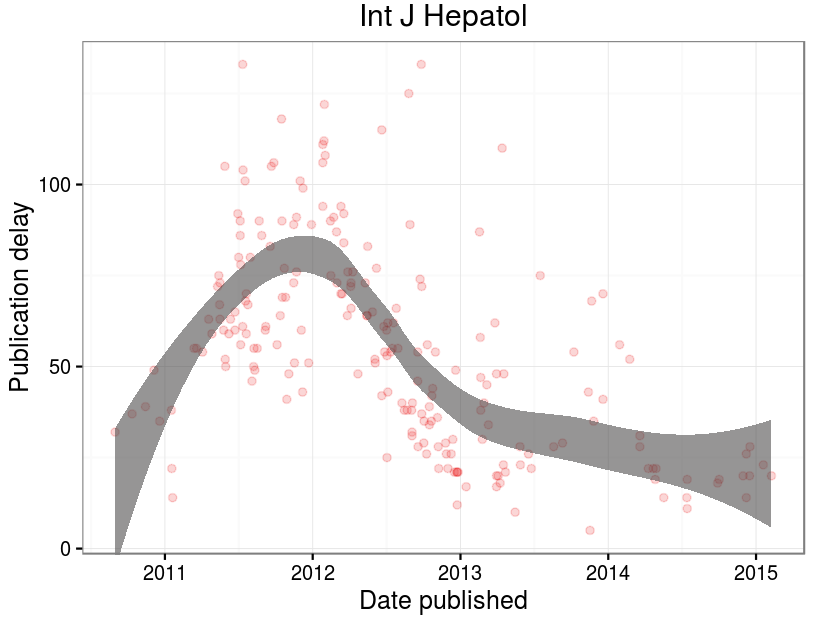 Int J Hepatol
Publication delay
100
50
0
2011 2012 2013 2014 2015
Date published